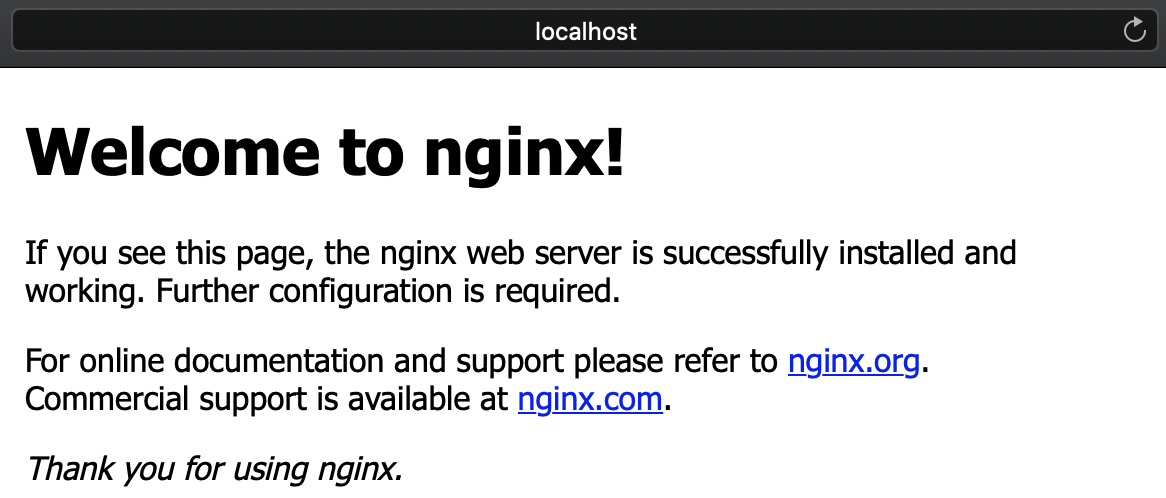 localhost
Welcome to nginx!
If you see this page, the nginx web server is successfully installed and
working. Further configuration is required.
For online documentation and support please refer to nginx.org.
Commercial support is available at nginx.com.
Thank you for using nginx.